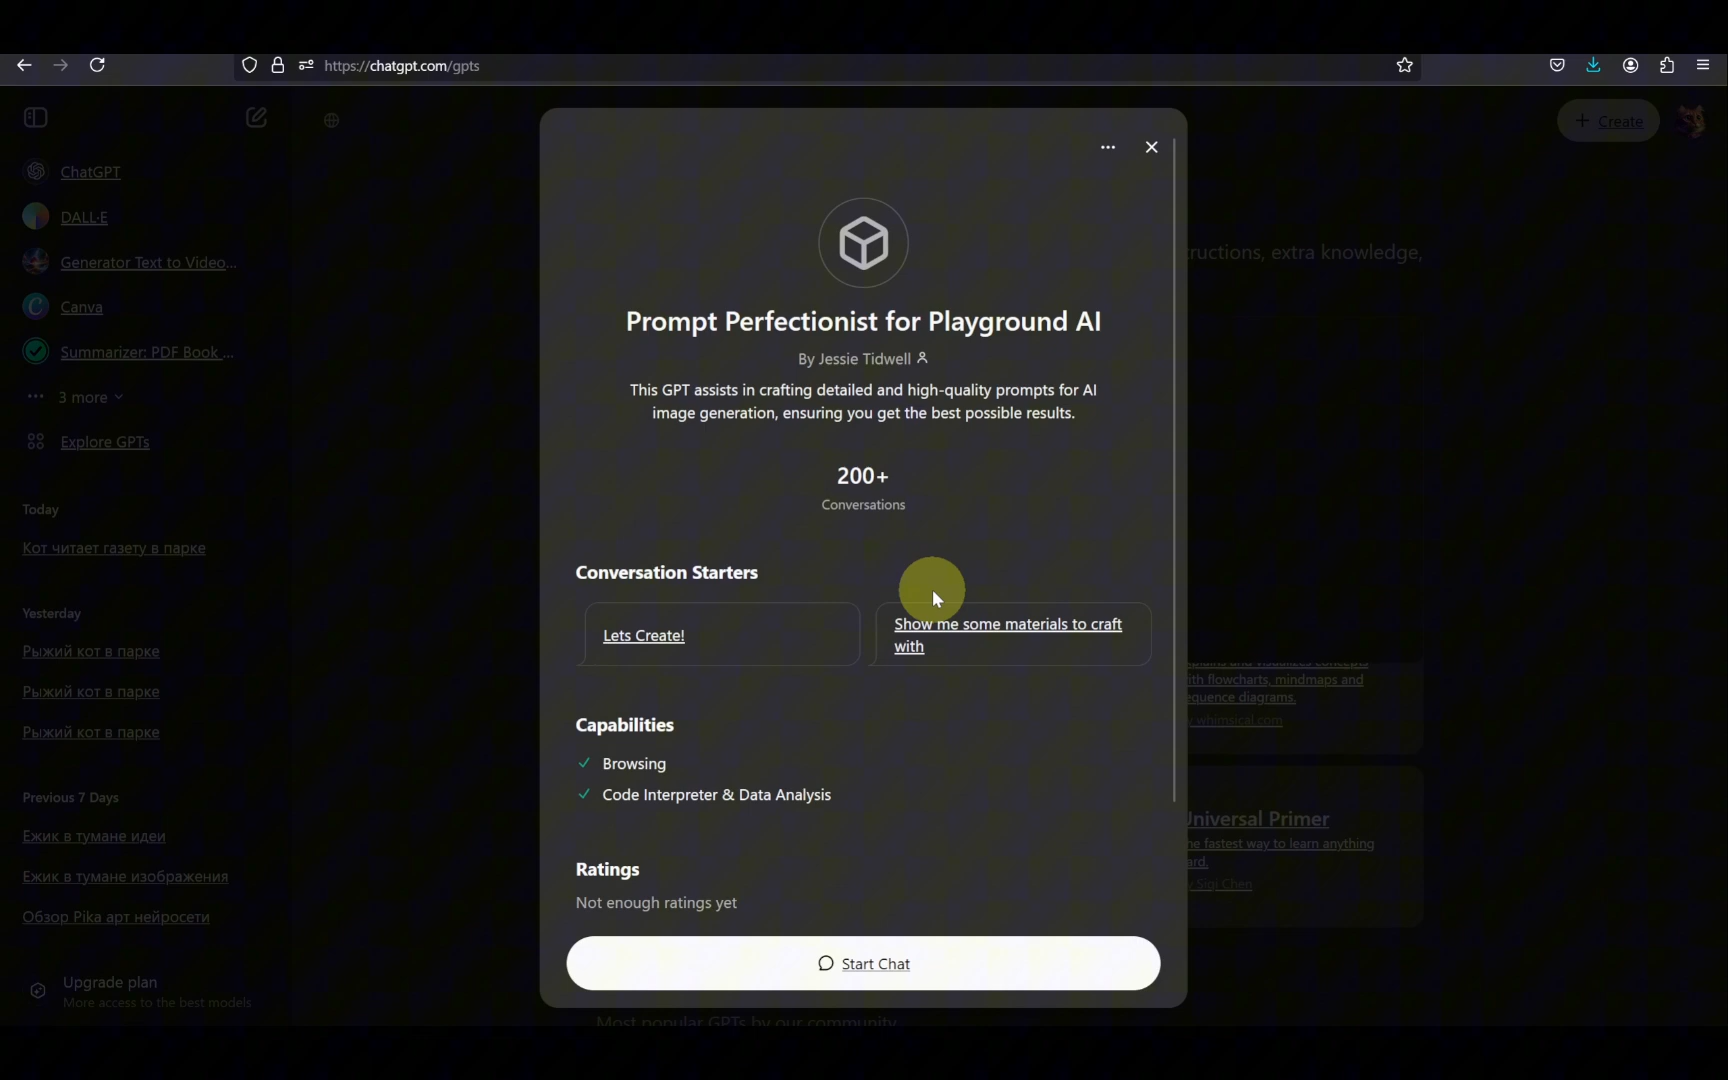 https://chatgpt.com/gpts
Create
ChatGPT
DALL·E
Generator Text to Video...
Canva
Summarizer: PDF Book ...
3 more
Explore GPTs
Today
Кот читает газету в парке
Yesterday
Рыжий кот в парке
Рыжий кот в парке
Рыжий кот в парке
Previous 7 Days
Ежик в тумане идеи
Ежик в тумане изображения
Обзор Pika арт нейросети
Upgrade plan
More access to the best models
Prompt Perfectionist for Playground AI
By Jessie Tidwell
This GPT assists in crafting detailed and high-quality prompts for AI
image generation, ensuring you get the best possible results.
200+
Conversations
Conversation Starters
Lets Create!
Show me some materials to craft
with
Capabilities
Browsing
Code Interpreter & Data Analysis
Ratings
Not enough ratings yet
Start Chat
ructions, extra knowledge,
and visualizes concepts
ith flowcharts, mindmaps and
equence diagrams.
whimsical.com
Universal Primer
he fastest way to learn anything
ard.
Siqi Chen
Most popular GPTs by our community